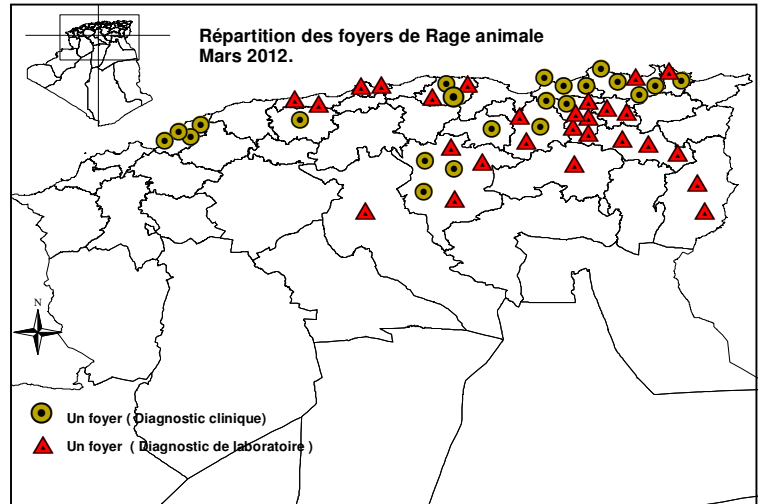 Répartition des foyers de Rage animale
Mars 2012.
N
Un foyer ( Diagnostic clinique)
Un foyer ( Diagnostic de laboratoire )